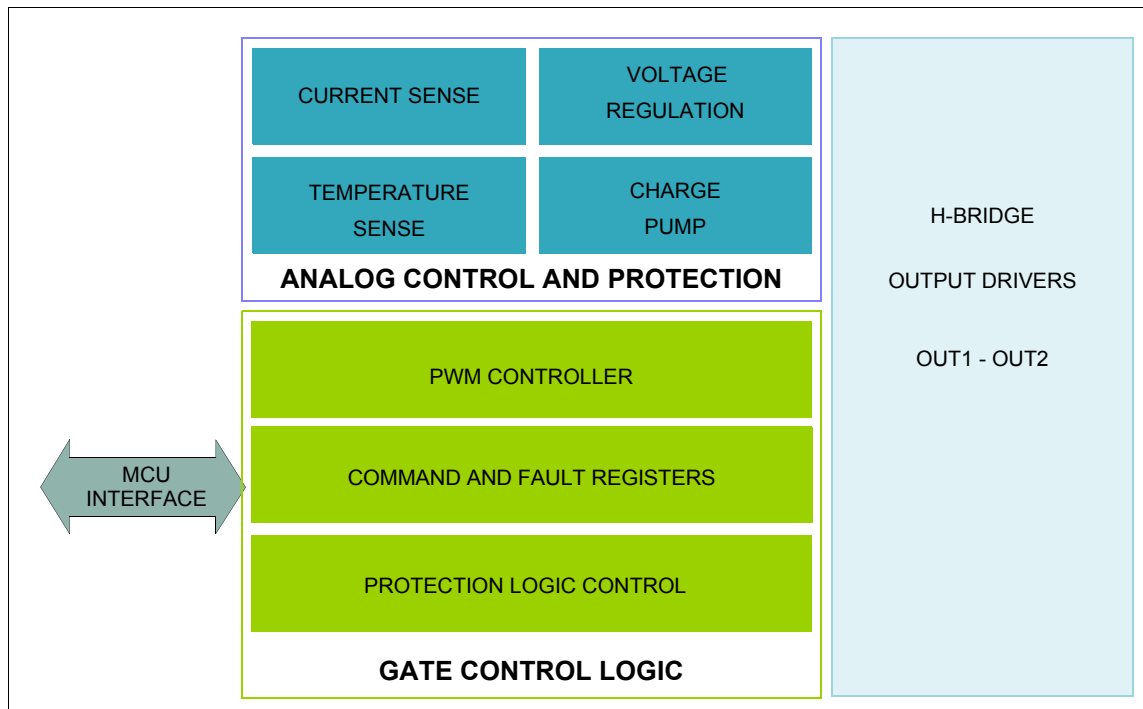 CURRENT SENSE
VOLTAGE
REGULATION
TEMPERATURE
SENSE
CHARGE
PUMP
ANALOG CONTROL AND PROTECTION
PWM CONTROLLER
COMMAND AND FAULT REGISTERS
PROTECTION LOGIC CONTROL
GATE CONTROL LOGIC
MCU
INTERFACE
H-BRIDGE
OUTPUT DRIVERS
OUT1 - OUT2